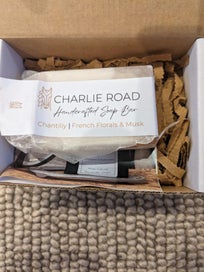 CHARLIE ROAD
Handcrafted Soap Bar
Chantilly | French Florals & Musk